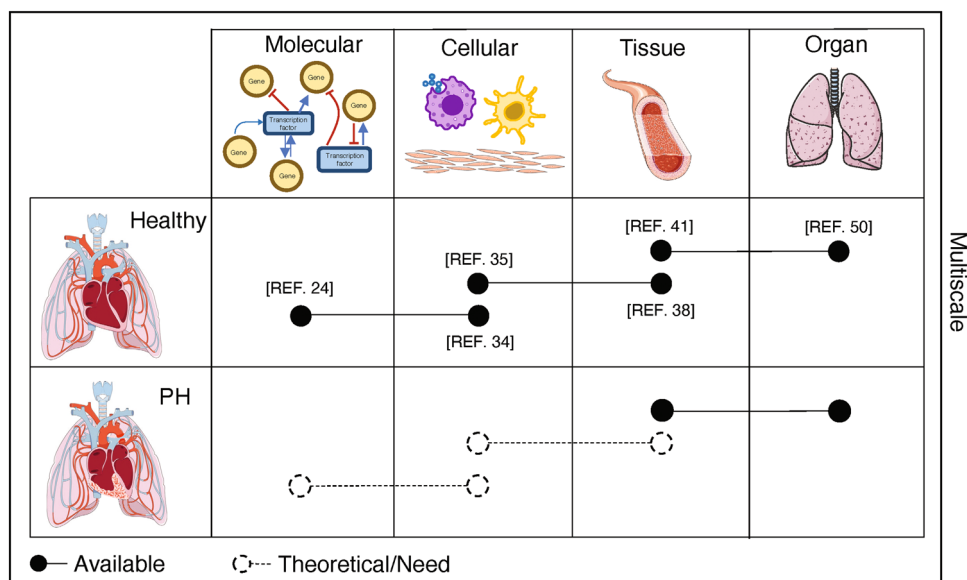 Molecular
Cellular
Tissue
Organ
Gene
Gene
Gene
Transcription
factor
Gene
Transcription
factor
Gene
Healthy
[REF. 41]
[REF. 50]
[REF. 35]
[REF. 24]
[REF. 38]
[REF. 34]
Multiscale
PH
Available
Theoretical/Need